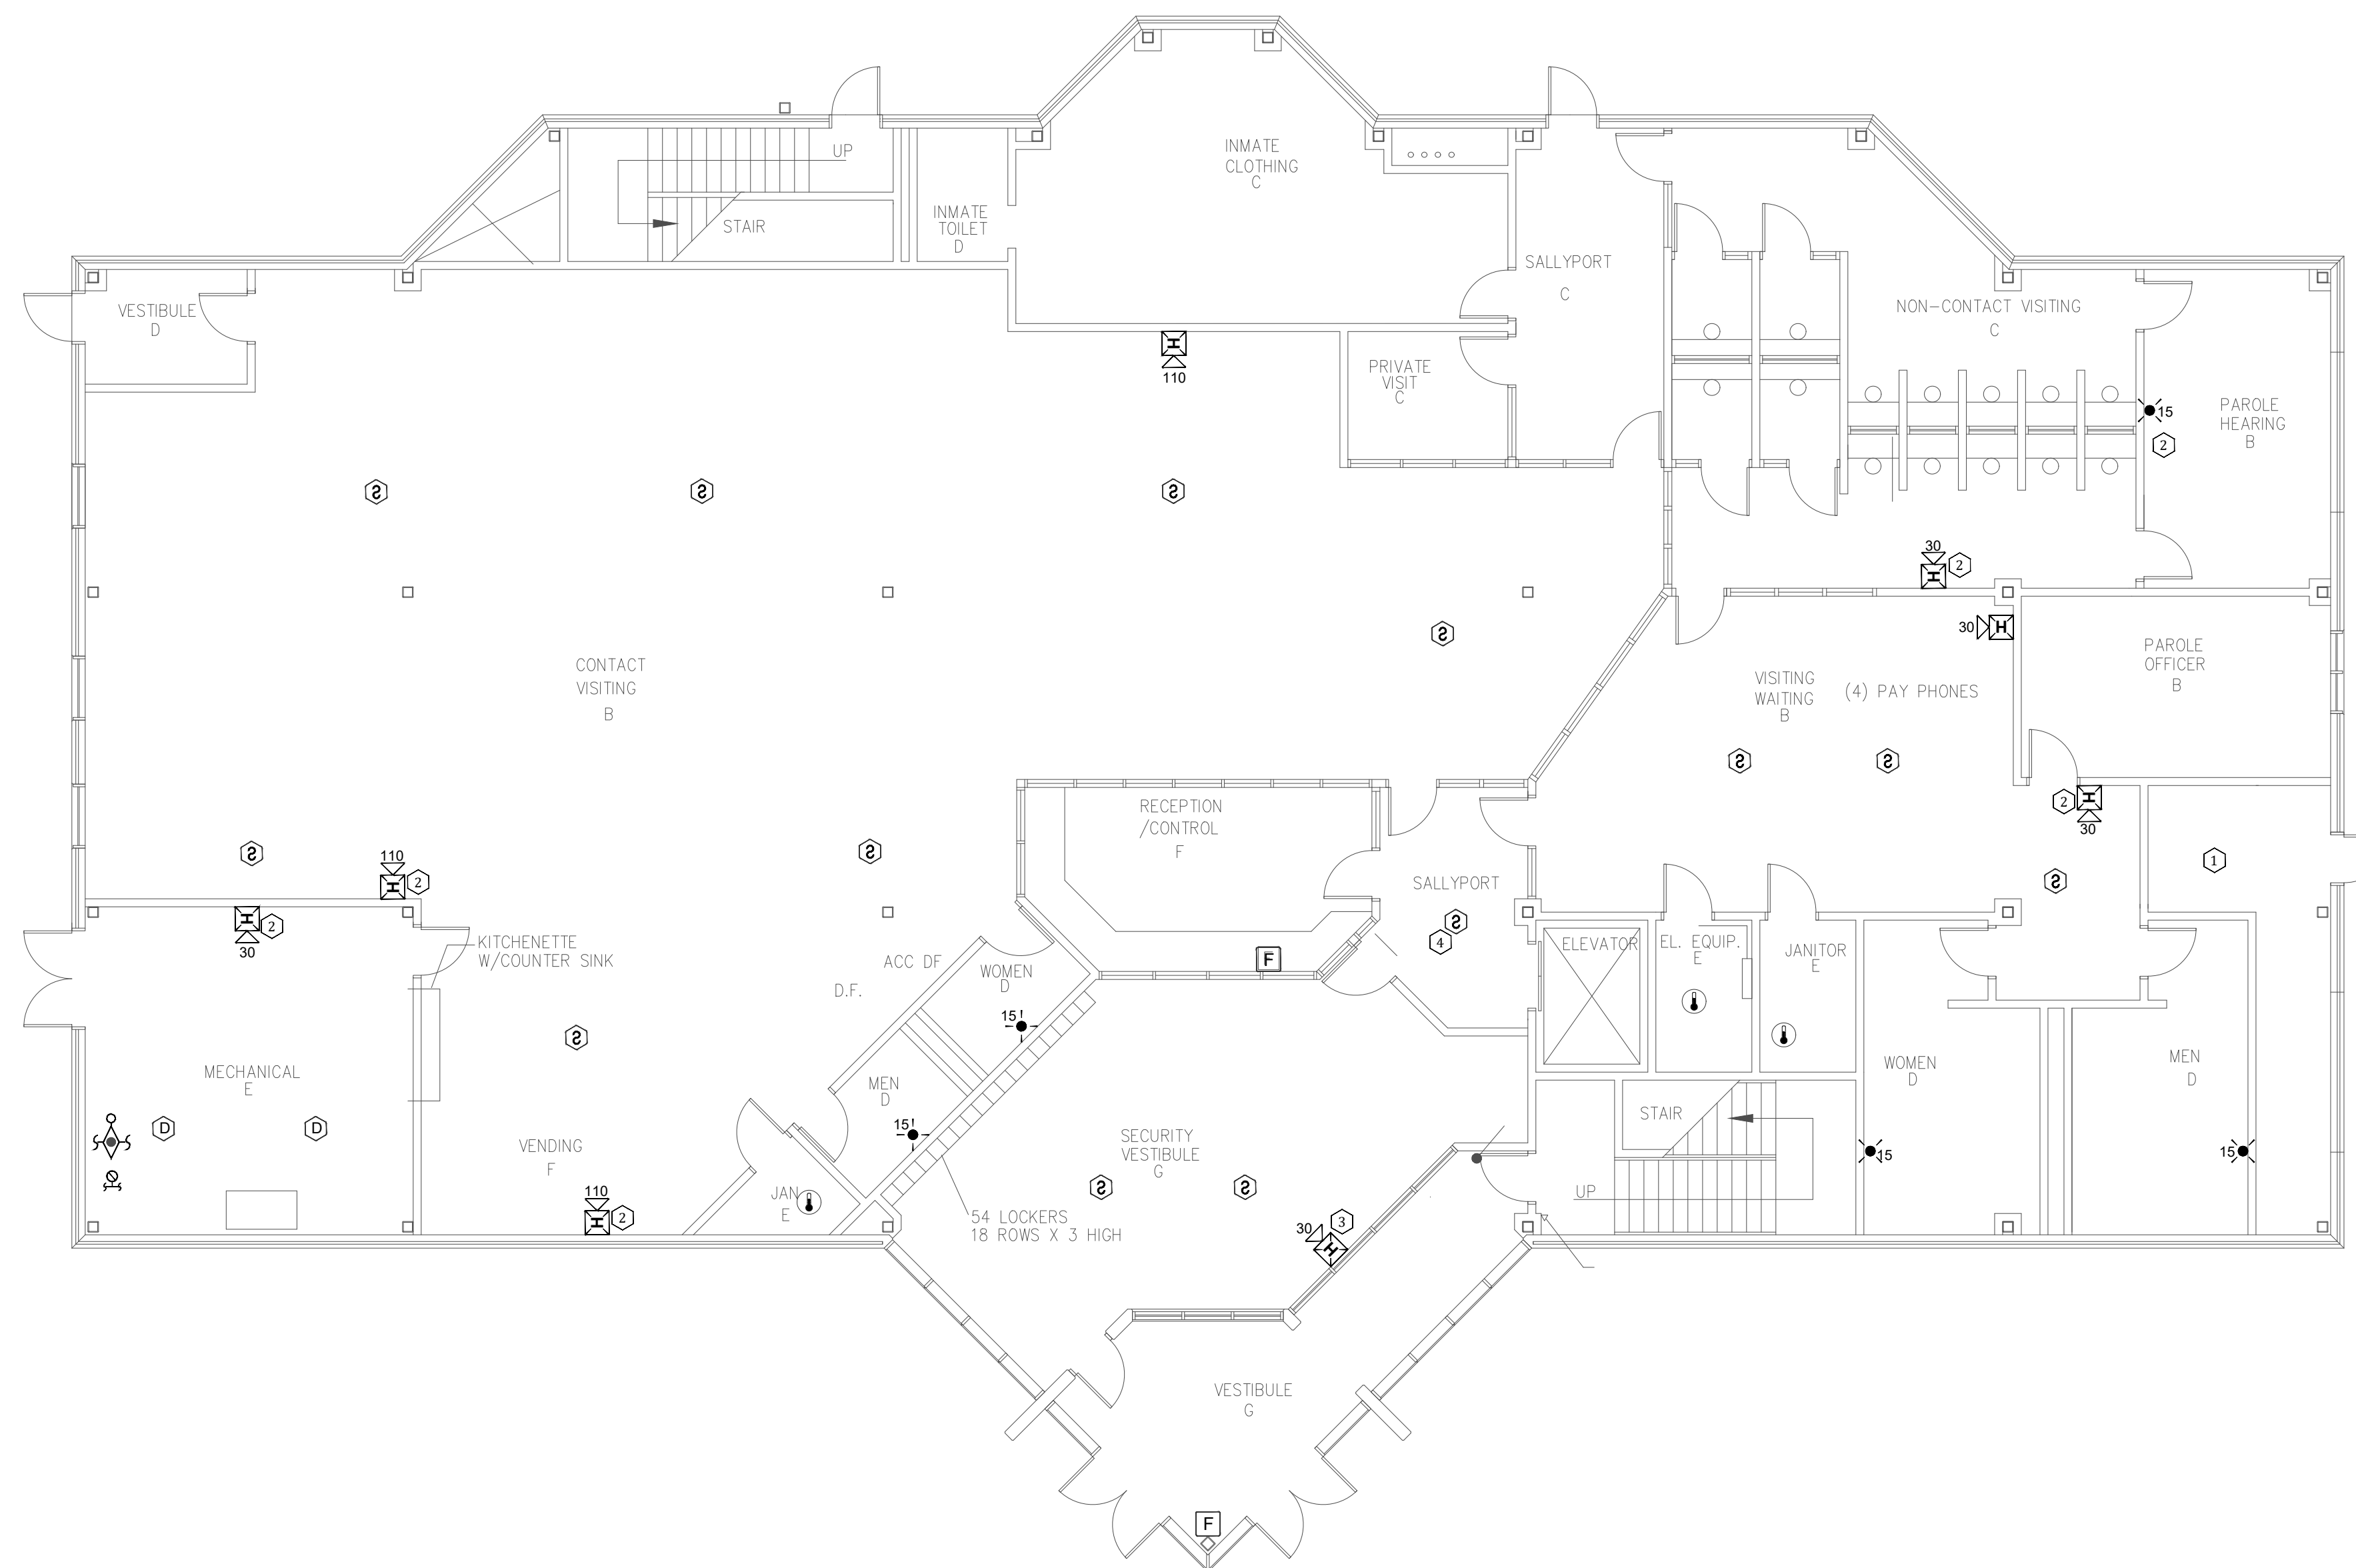 UP
STAIR
INMATE
TOILET
D
INMATE
CLOTHING
C
SALLYPORT
C
VESTIBULE
D
H
110
PRIVATE
VISIT
C
NON-CONTACT VISITING
C
15
2
PAROLE
HEARING
B
S
S
S
30
H
2
S
30
H
CONTACT
VISITING
B
VISITING
WAITING
B
(4) PAY PHONES
PAROLE
OFFICER
B
S
S
2
H
30
RECEPTION
/CONTROL
F
S
S
110
H
2
SALLYPORT
S
4
S
1
H
2
30
KITCHENETTE
W/COUNTER SINK
ACC DF
D.F.
WOMEN
D
15
F
ELEVATOR
EL. EQUIP.
E
JANITOR
E
S
MECHANICAL
E
D
D
MEN
D
15
WOMEN
D
MEN
D
STAIR
UP
15
15
VENDING
F
110
H
2
JAN
E
SECURITY
VESTIBULE
G
S
S
54 LOCKERS
18 ROWS X 3 HIGH
30
H
3
VESTIBULE
G
F